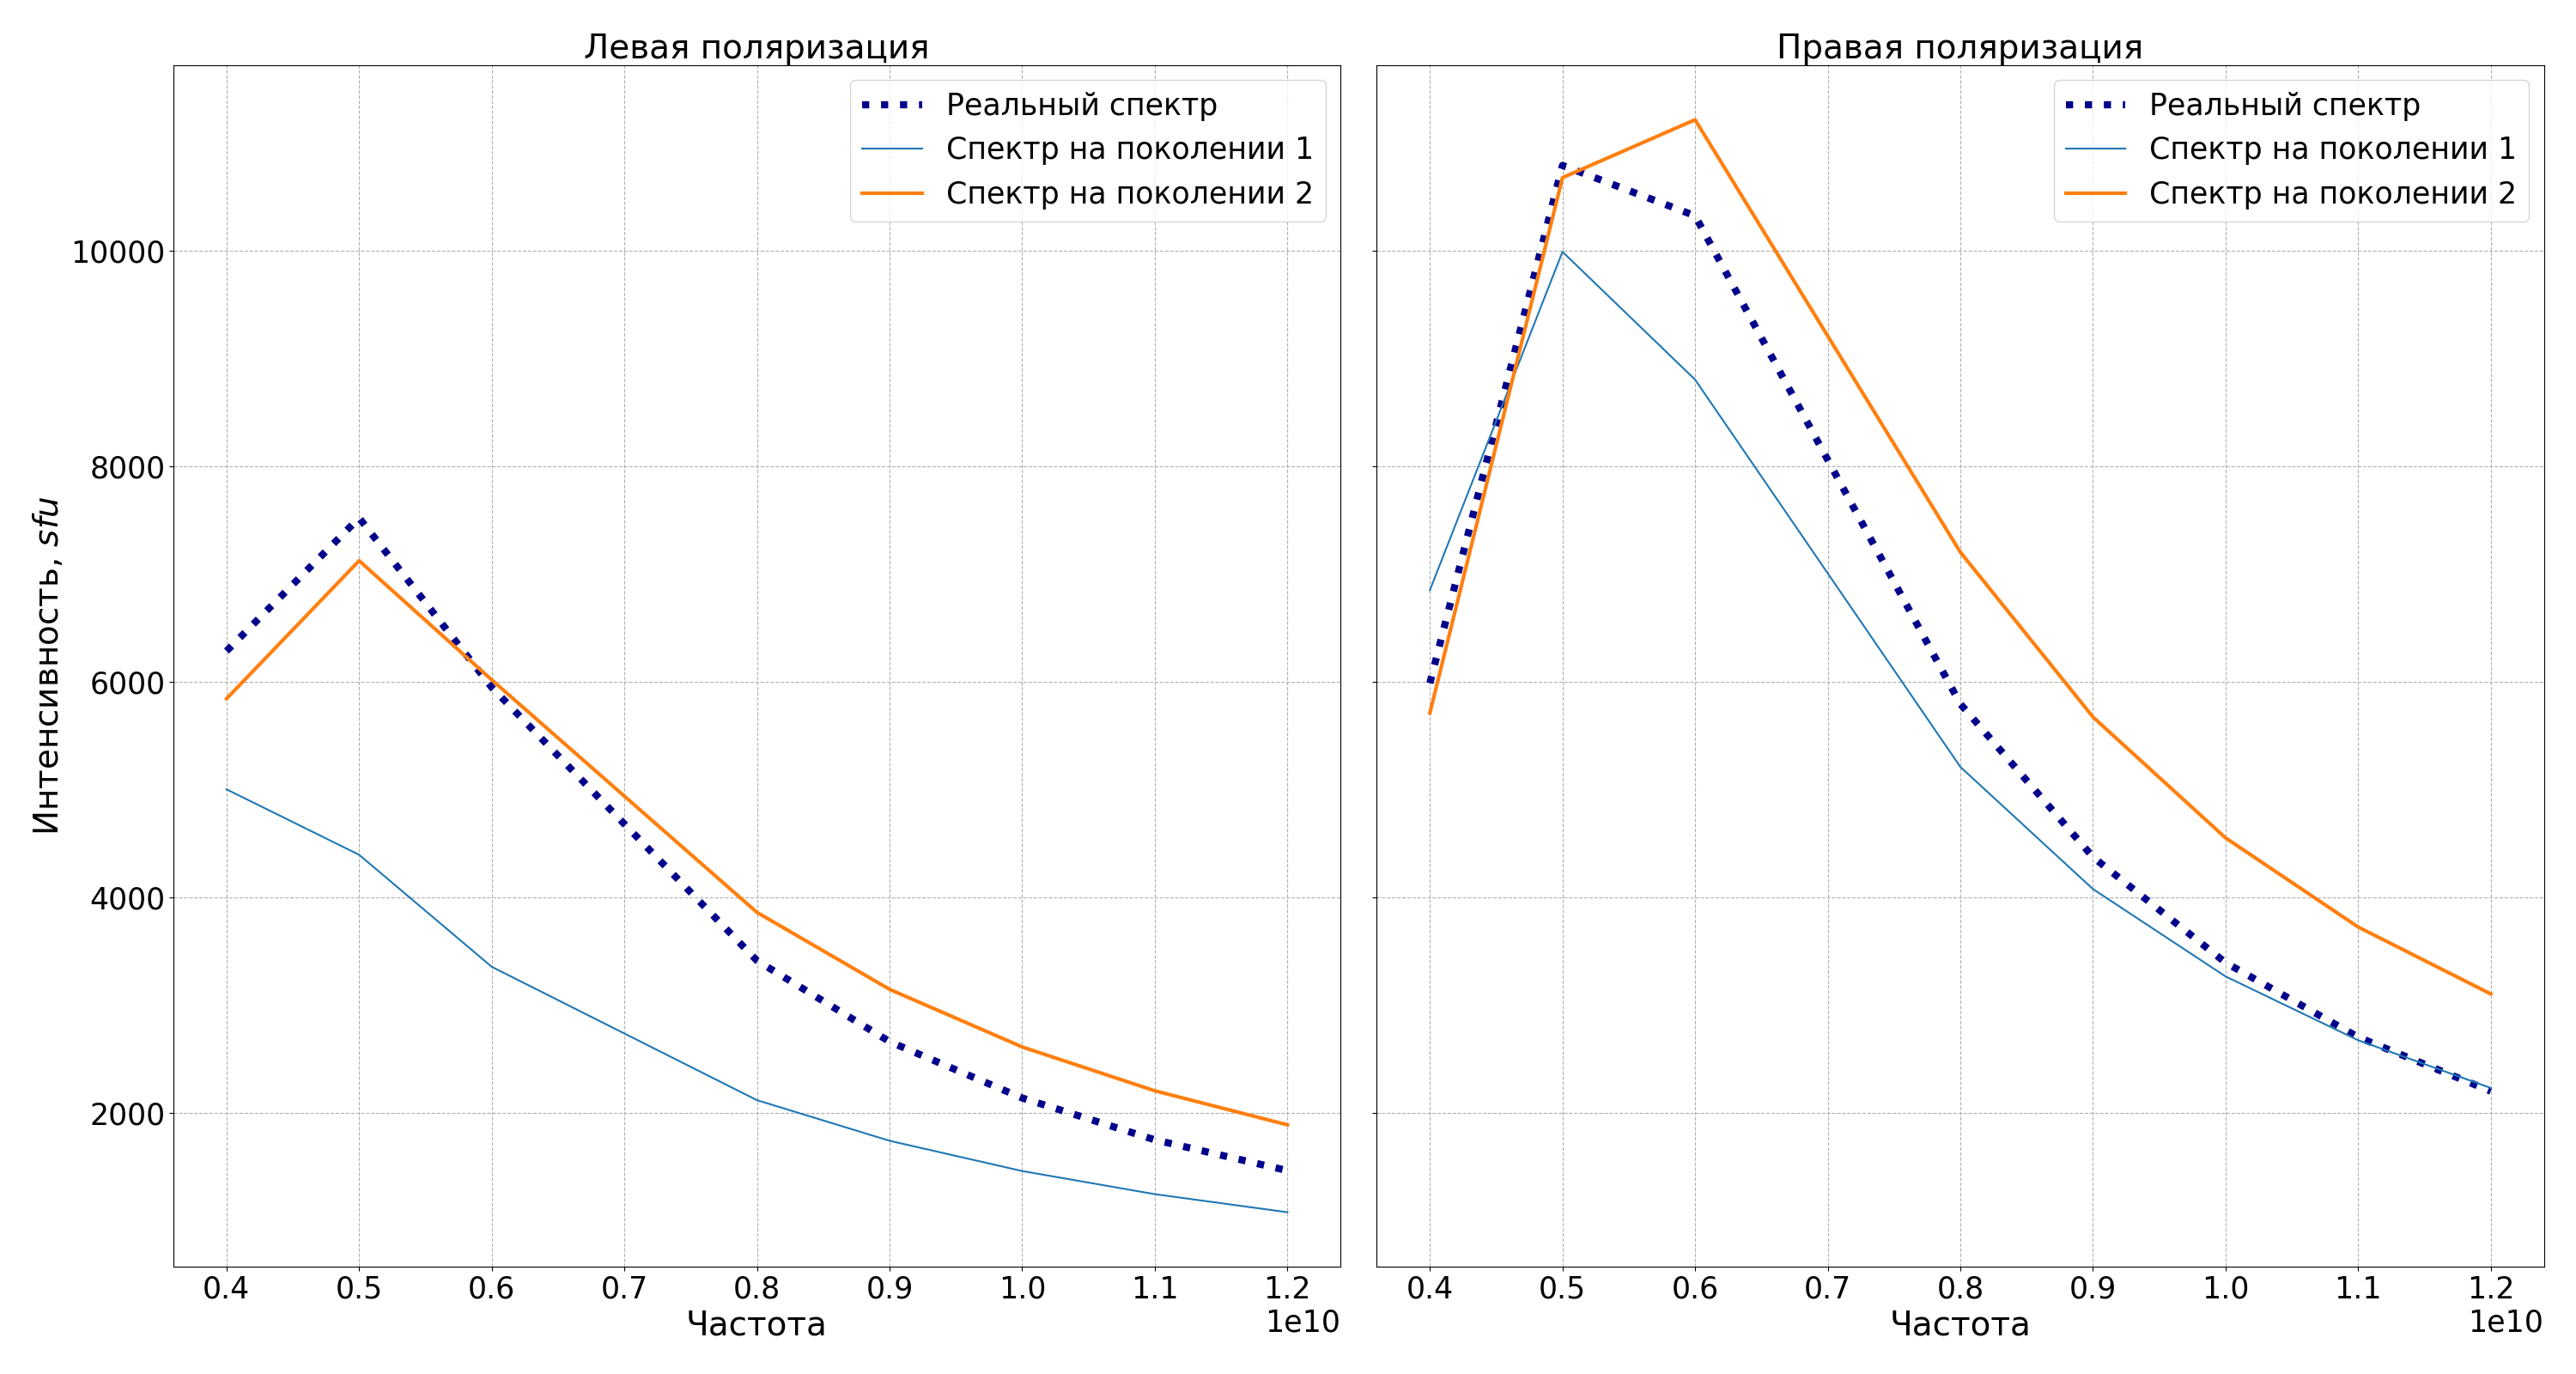 Левая поляризация
Реальный спектр
Спектр на поколении 1
Спектр на поколении 2
10000
8000
6000
4000
2000
Интенсивность, sfu
0.4 0.5 0.6 0.7 0.8 0.9 1.0 1.1 1.2
Частота
1e10
Правая поляризация
Реальный спектр
Спектр на поколении 1
Спектр на поколении 2
0.4 0.5 0.6 0.7 0.8 0.9 1.0 1.1 1.2
Частота
1e10